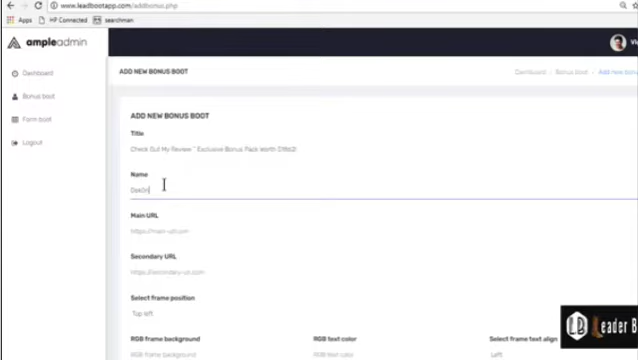 www.leadbootapp.com/addbonus.php
Apps HP Connected searchman
ampleadmin
ADD NEW BONUS BOOT
Dashboard Bonus boot Add new bonu
Dashboard
Bonus boot
Form boot
Logout
ADD NEW BONUS BOOT
Title
Check Out My Review Exclusive Bonus Pack Worth
Name
Main URL
https://main-url.com
Secondary URL
https://secondary-url.com
Select frame position
Top left
RGB frame background RGB text color Select frame text align
RGB frame background RGB text color Left
LB eader B